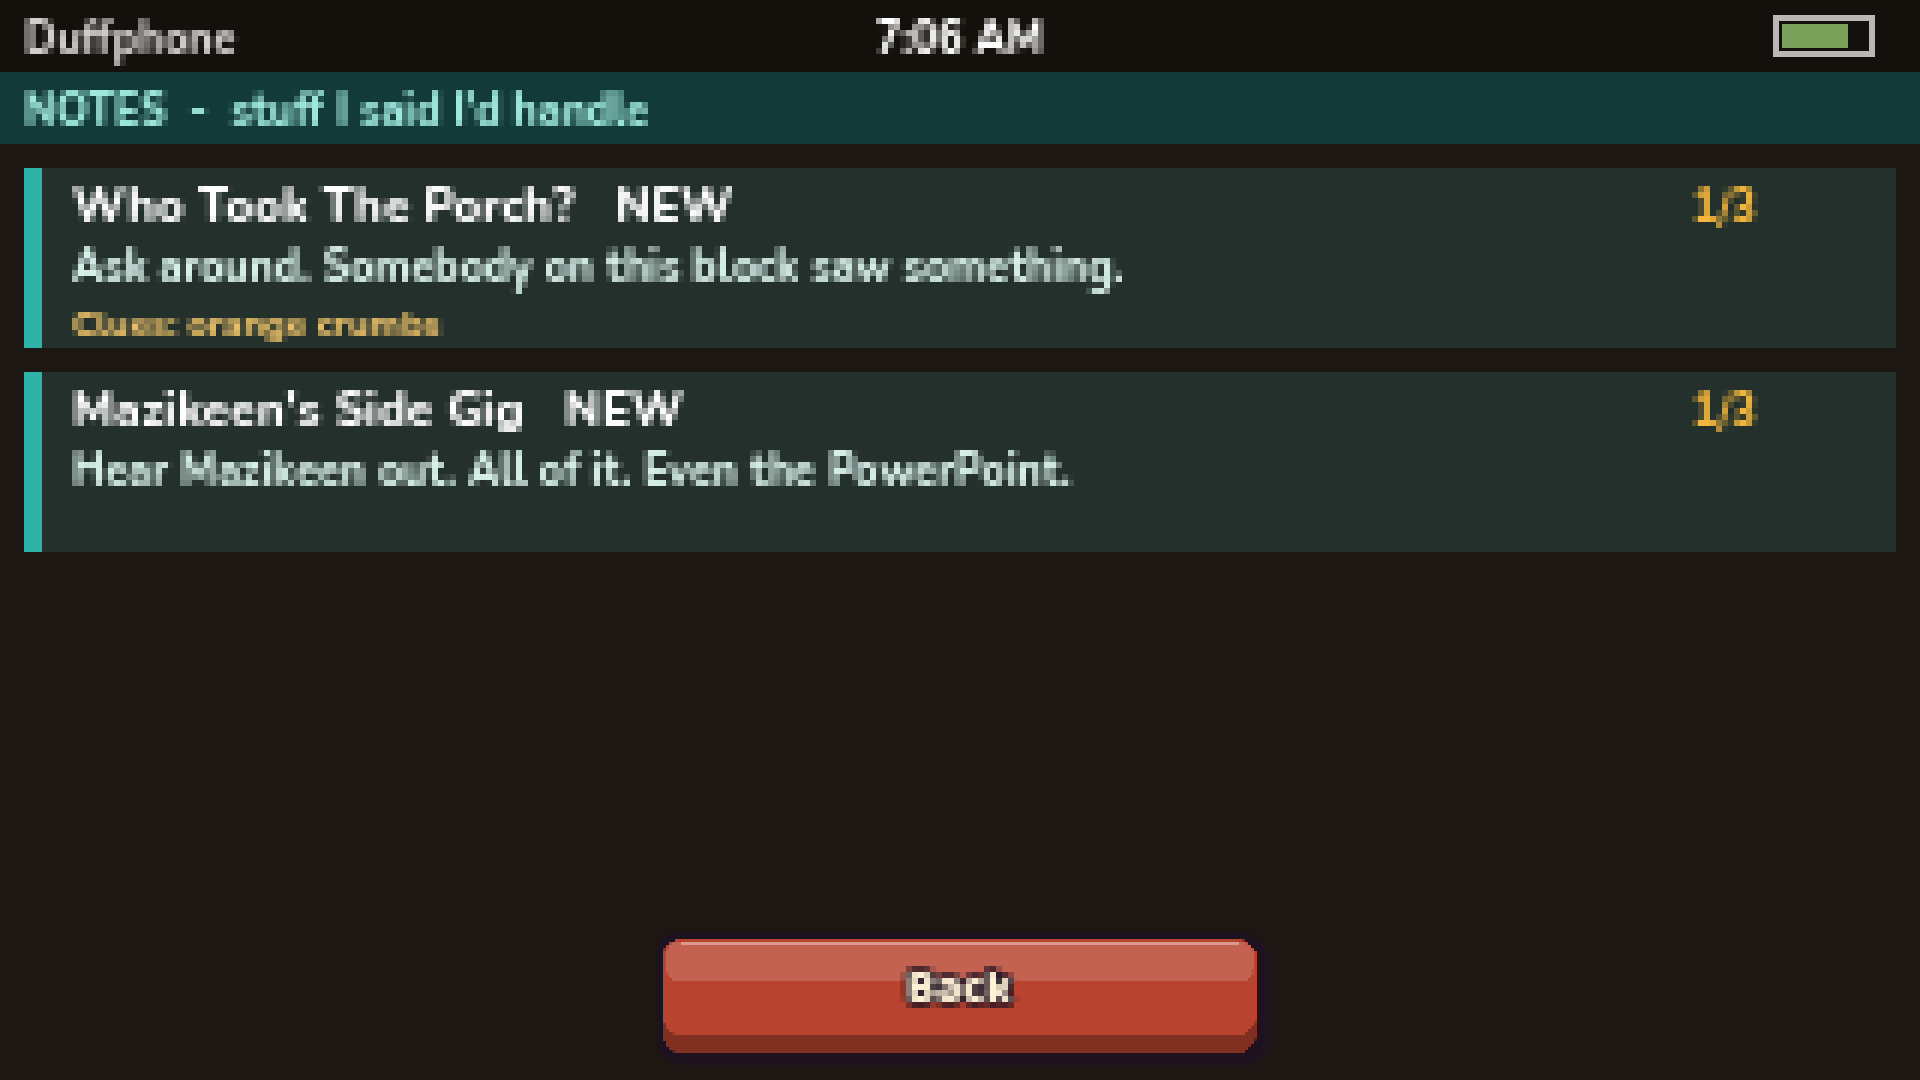 Duffphone
7:06 AM
NOTES - stuff I said I'd handle
Who Took The Porch? NEW
1/3
Ask around. Somebody on this block saw something.
Clues: orange crumbs
Mazikeen's Side Gig NEW
1/3
Hear Mazikeen out. All of it. Even the PowerPoint.
Back